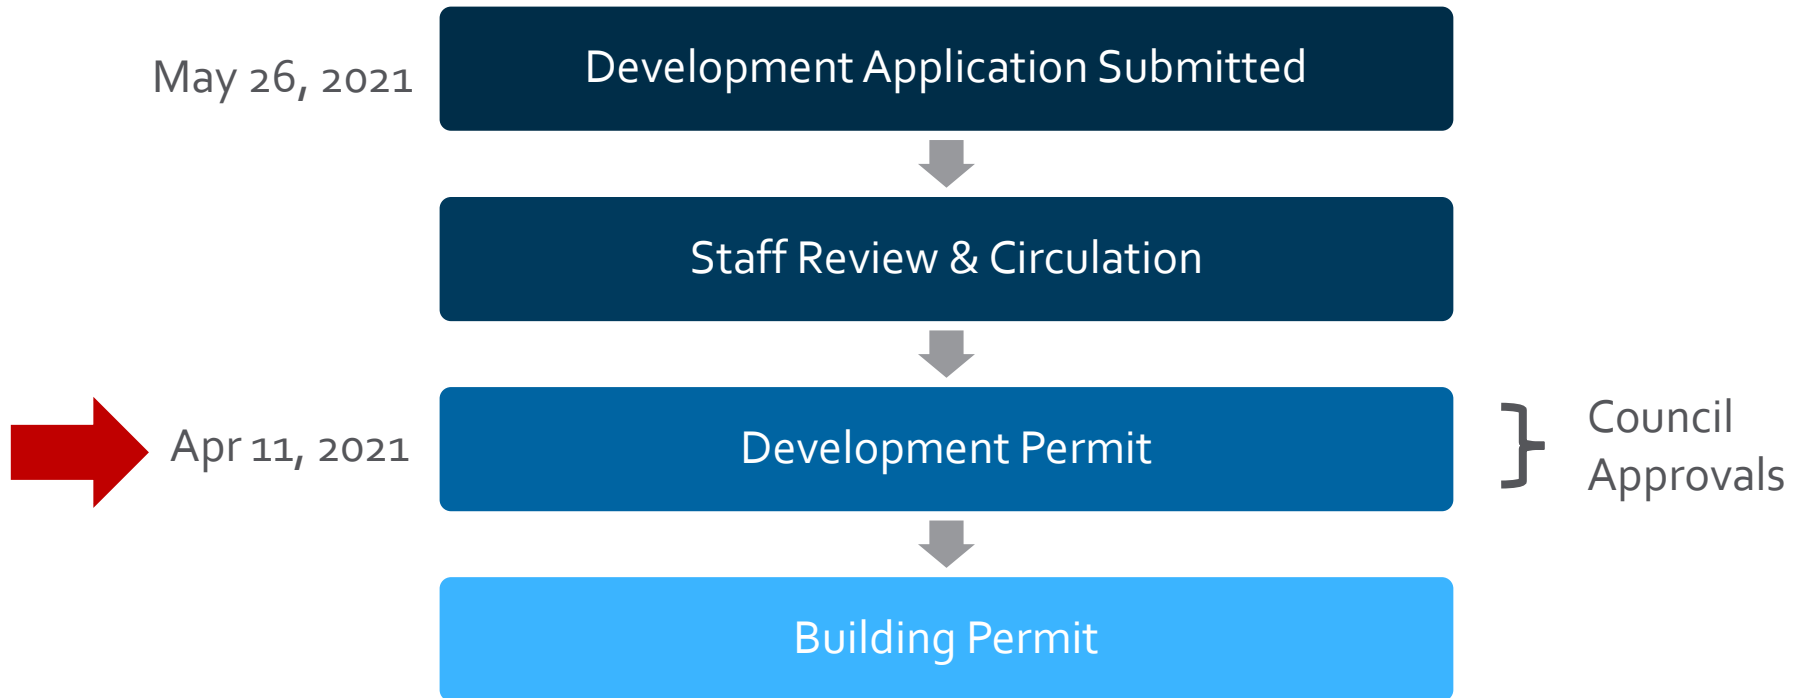 May 26, 2021
Development Application Submitted
Staff Review & Circulation
Apr 11, 2021
Development Permit
Council
Approvals
Building Permit